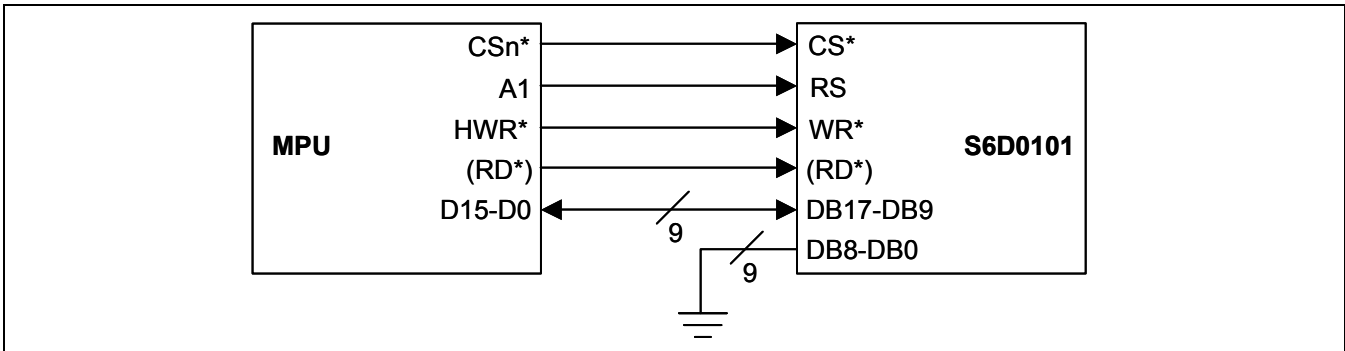 CSn* CS*
A1 RS
HWR* WR*
MPU S6D0101
(RD*) (RD*)
D15-D0 9 DB17-DB9
9 DB8-DB0